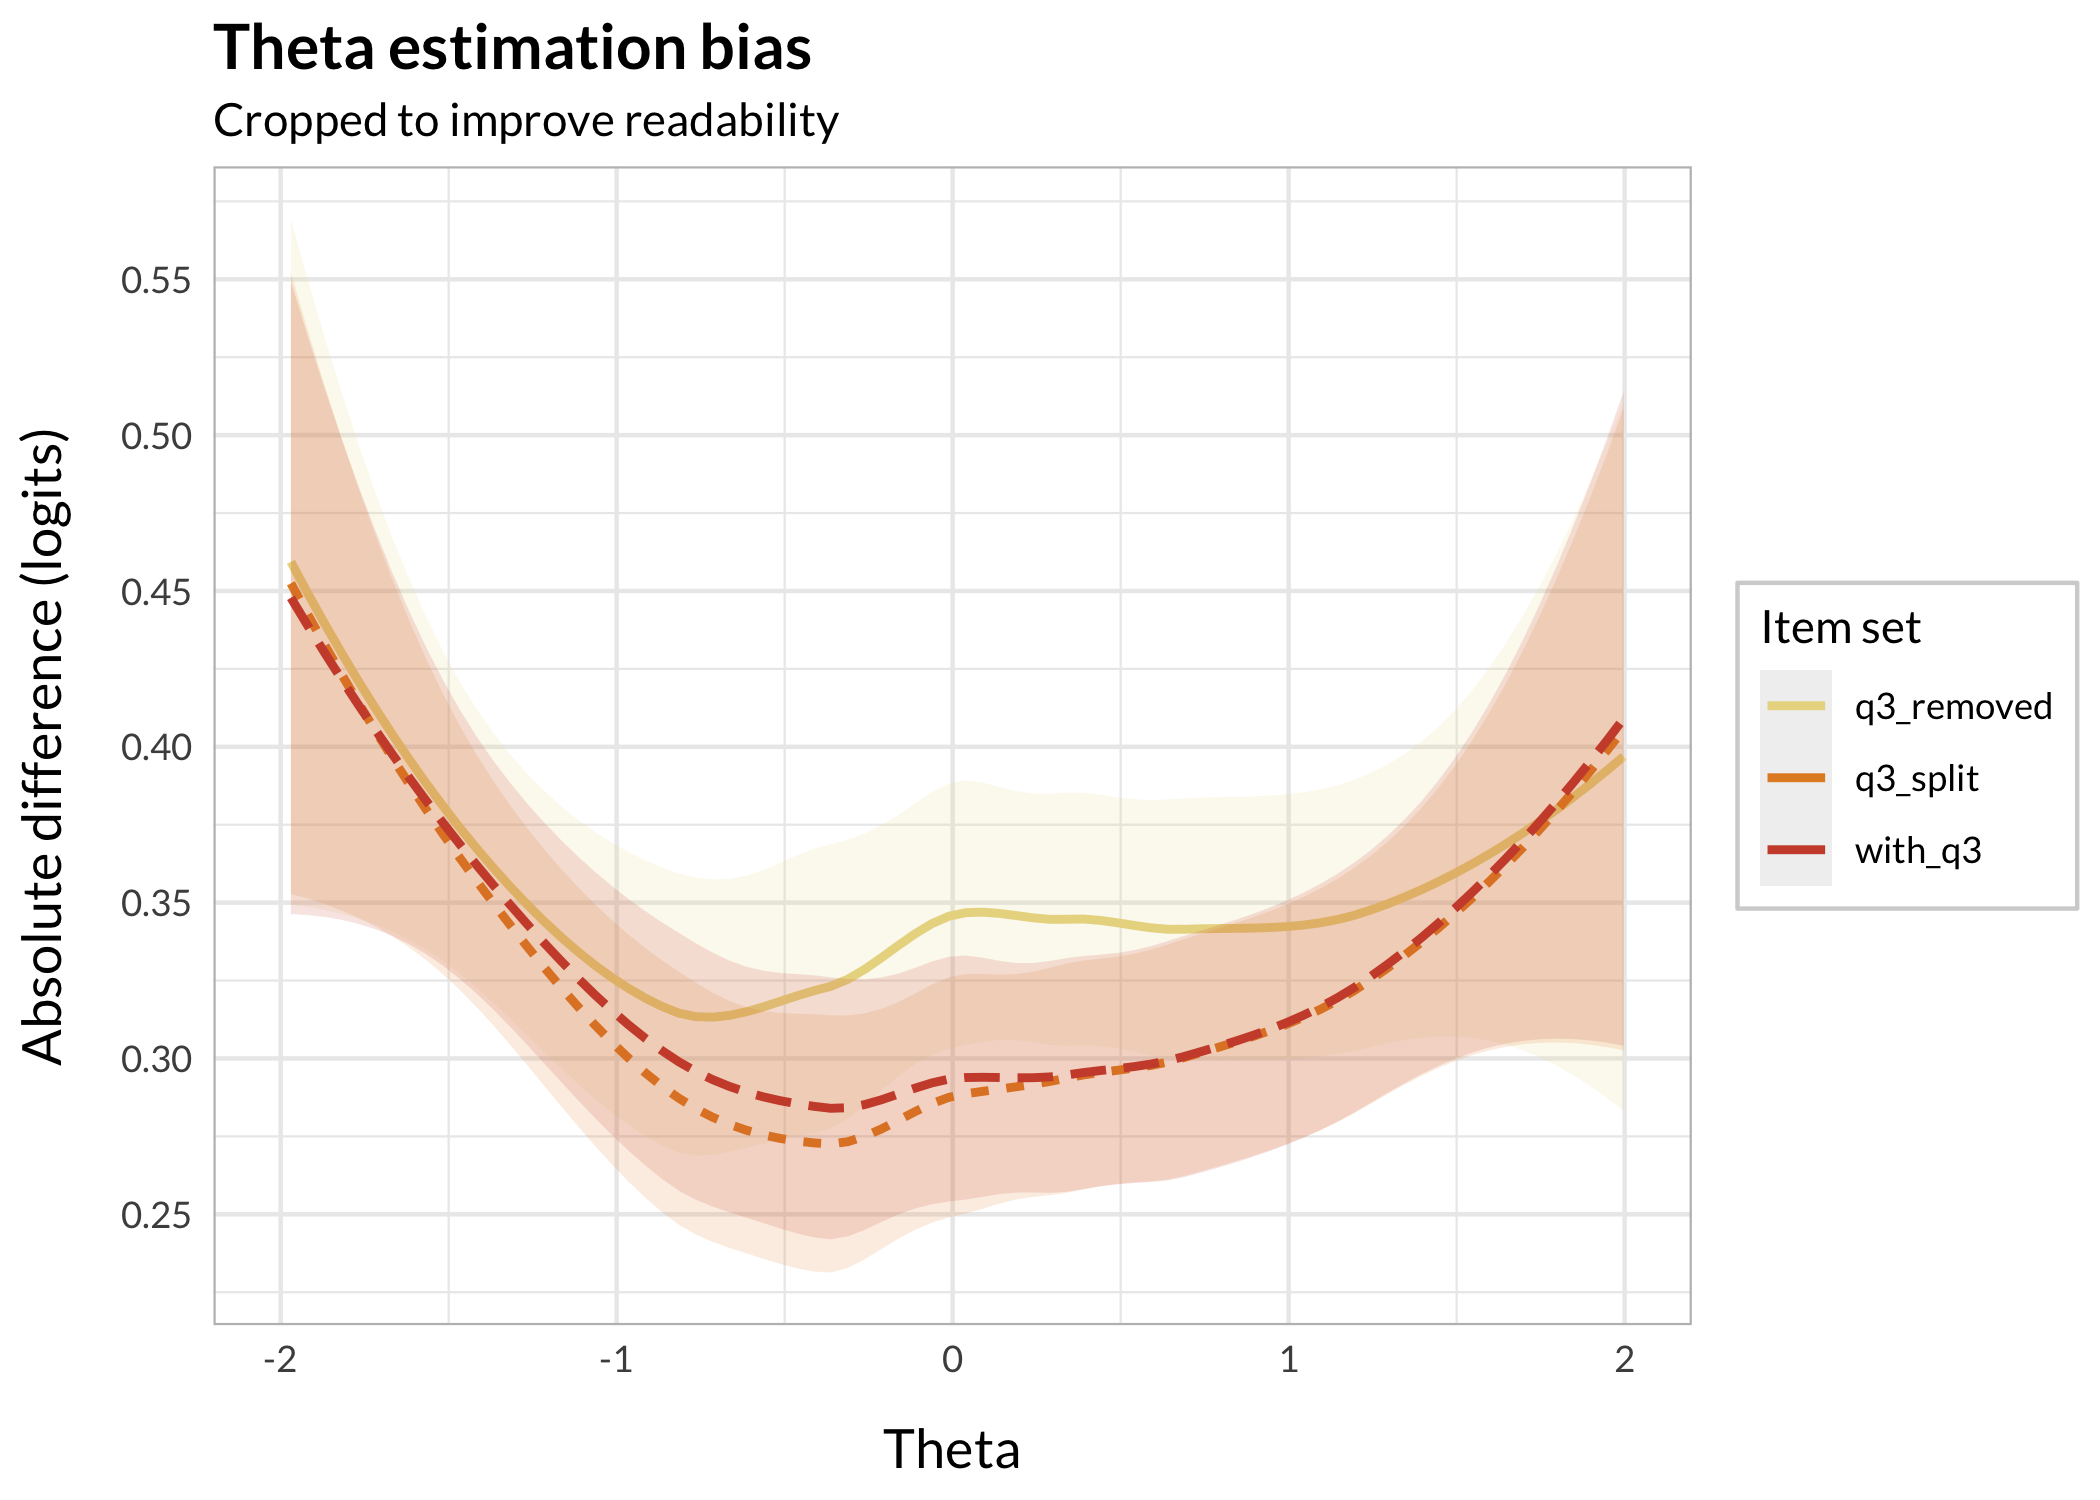 Theta estimation bias
Cropped to improve readability
Absolute difference (logits)
0.55
0.50
0.45
0.40
0.35
0.30
0.25
-2
-1
0
1
2
Theta
Item set
q3_removed
q3_split
with_q3